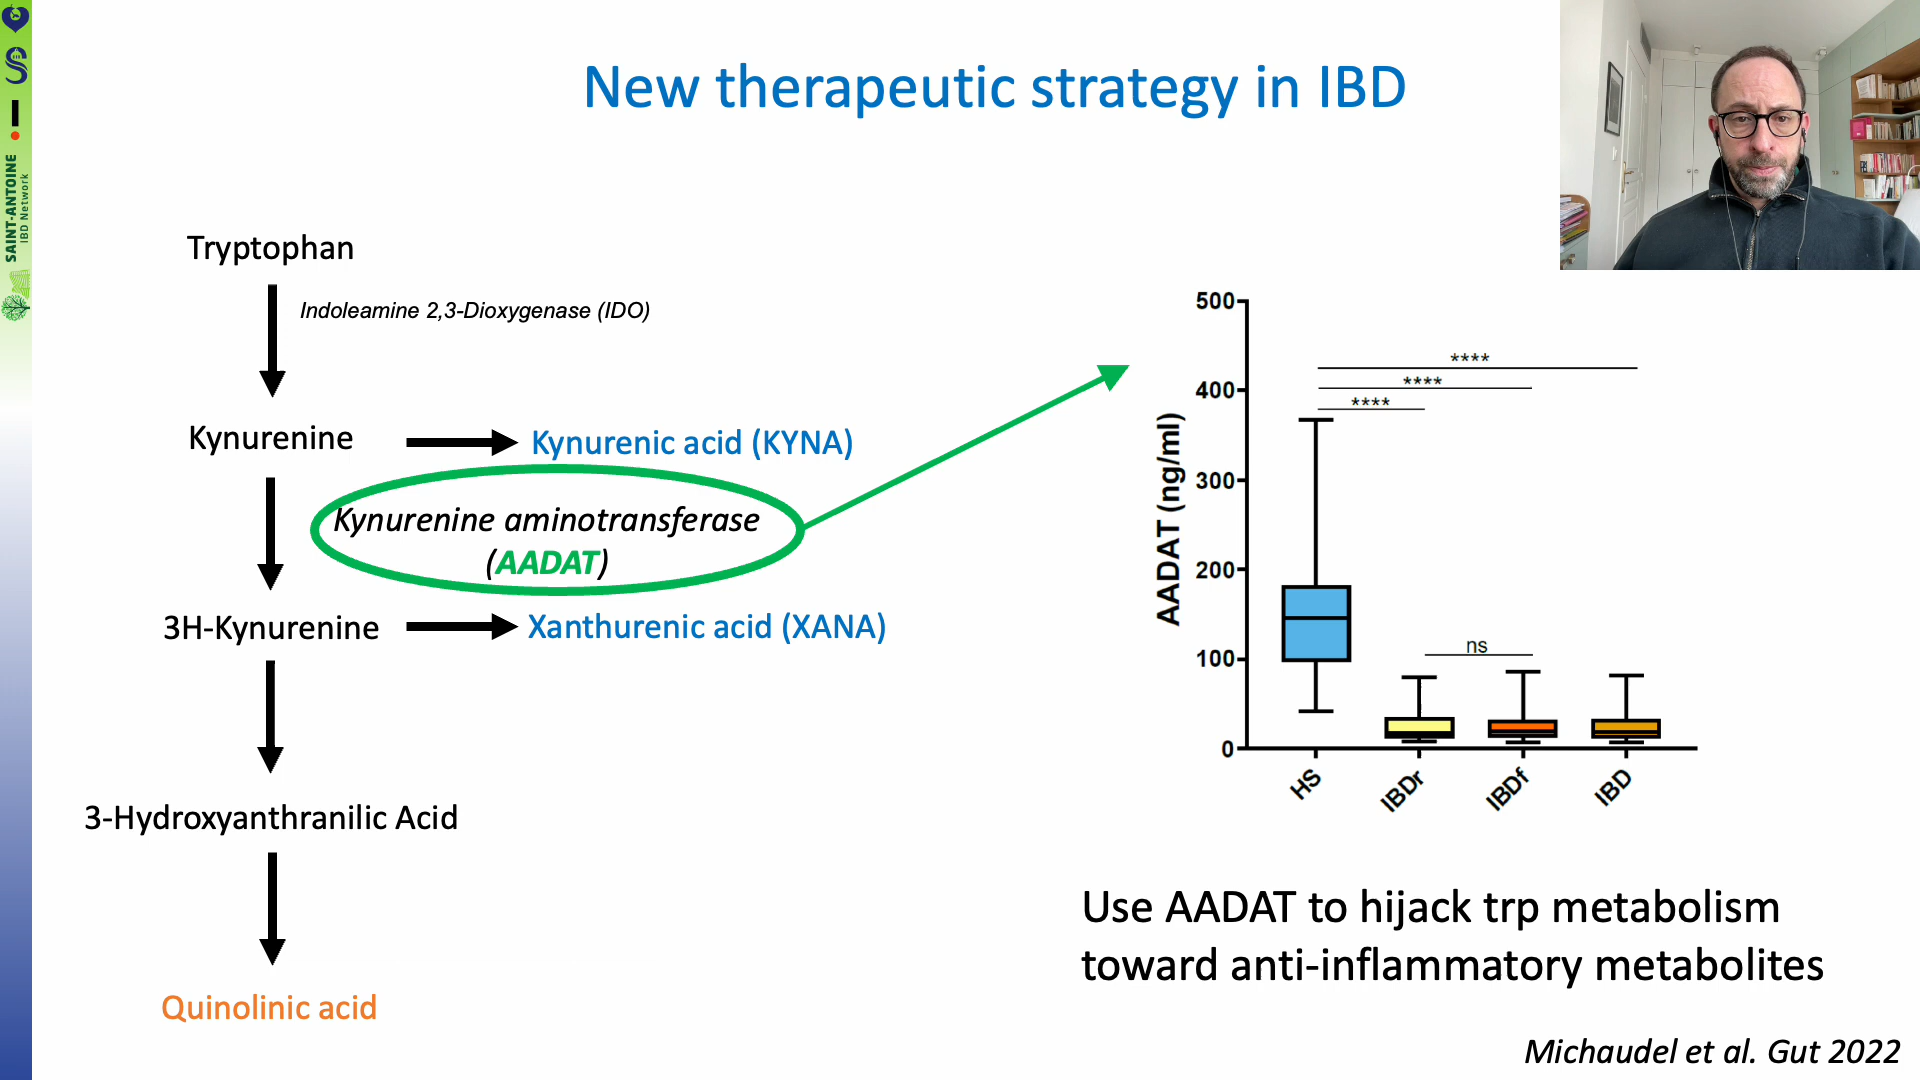 New therapeutic strategy in IBD
SAINT-ANTOINE
IBD Network
Tryptophan
Indoleamine 2,3-Dioxygenase (IDO)
Kynurenine
Kynurenic acid (KYNA)
Kynurenine aminotransferase
(AADAT)
3H-Kynurenine
Xanthurenic acid (XANA)
3-Hydroxyanthranilic Acid
Quinolinic acid
AADAT (ng/ml)
500
400
300
200
100
0
****
****
****
ns
HS
IBDr
IBDf
IBD
Use AADAT to hijack trp metabolism
toward anti-inflammatory metabolites
Michaudel et al. Gut 2022